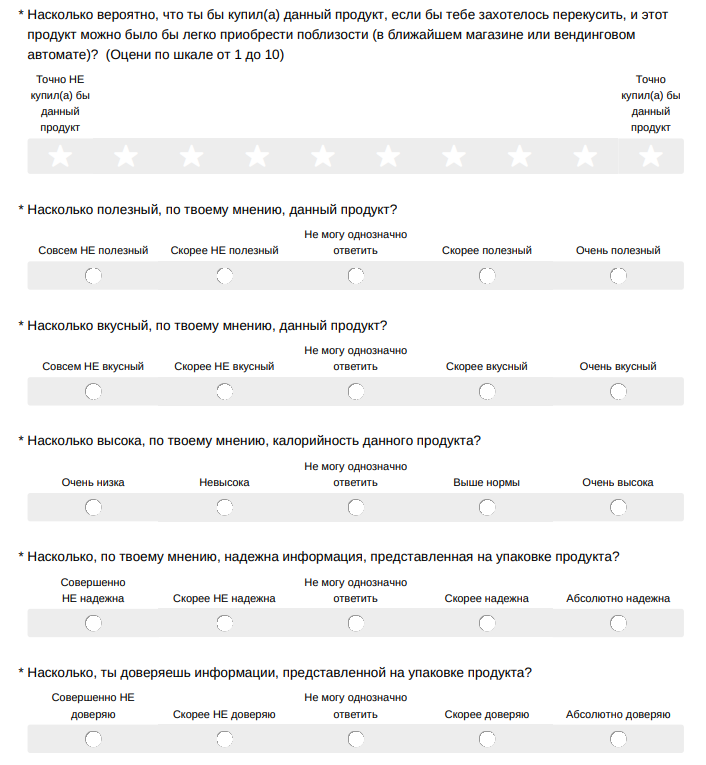 * Насколько вероятно, что ты бы купил(а) данный продукт, если бы тебе захотелось перекусить, и этот
продукт можно было бы легко приобрести поблизости (в ближайшем магазине или вендинговом
автомате)? (Оцени по шкале от 1 до 10)
Точно НЕ
купил(а) бы
данный
продукт
Точно
купил(а) бы
данный
продукт
* Насколько полезный, по твоему мнению, данный продукт?
Совсем НЕ полезный Скорее НЕ полезный Не могу однозначно
ответить Скорее полезный Очень полезный
* Насколько вкусный, по твоему мнению, данный продукт?
Совсем НЕ вкусный Скорее НЕ вкусный Не могу однозначно
ответить Скорее вкусный Очень вкусный
* Насколько высока, по твоему мнению, калорийность данного продукта?
Очень низка Невысока Не могу однозначно
ответить Выше нормы Очень высока
* Насколько, по твоему мнению, надежна информация, представленная на упаковке продукта?
Совершенно
НЕ надежна Скорее НЕ надежна Не могу однозначно
ответить Скорее надежна Абсолютно надежна
* Насколько, ты доверяешь информации, представленной на упаковке продукта?
Совершенно НЕ
доверяю Скорее НЕ доверяю Не могу однозначно
ответить Скорее доверяю Абсолютно доверяю